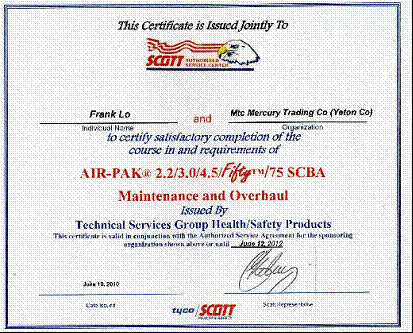 This Certificate is Issued Jointly To
SCOTT AUTHORIZED SERVICE CENTER
Frank Lo and Mtc Mercury Trading Co (Yeton Co)
Individual Name Organization
to certify satisfactory completion of the
course in and requirements of
AIR-PAK® 2.2/3.0/4.5/Fifty™/75 SCBA
Maintenance and Overhaul
Issued By
Technical Services Group Health/Safety Products
This certificate is valid in conjunction with the Authorized Service Agreement for the sponsoring
organization shown above or until June 12, 2012
June 10, 2010
Date Issued Scott Representative
tyco / SCOTT
HEALTH & SAFETY